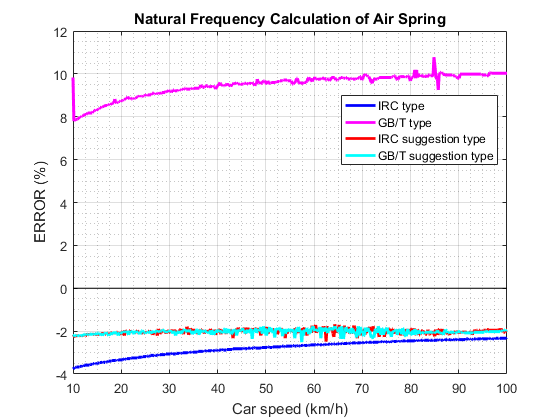 Natural Frequency Calculation of Air Spring
12
10
8
6
4
2
0
-2
-4
ERROR (%)
IRC type
GB/T type
IRC suggestion type
GB/T suggestion type
10 20 30 40 50 60 70 80 90 100
Car speed (km/h)